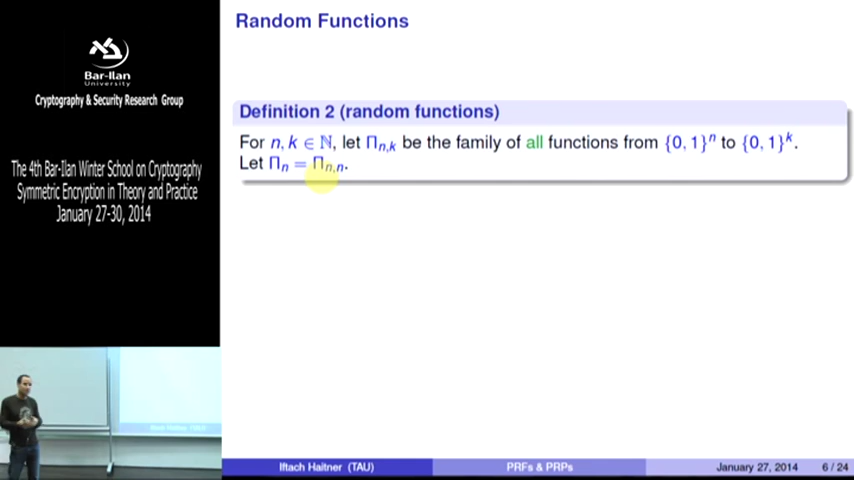 Random Functions
Bar-Ilan
University
Cryptography & Security Research Group
The 4th Bar-Ilan Winter School on Cryptography
Symmetric Encryption in Theory and Practice
January 27-30, 2014
Definition 2 (random functions)
For n, k ∈ ℕ, let Π_{n,k} be the family of all functions from {0, 1}^n to {0, 1}^k.
Let Π_n = Π_{n,n}.
Iftach Haitner (TAU)
PRFs & PRPs
January 27, 2014
6 / 24